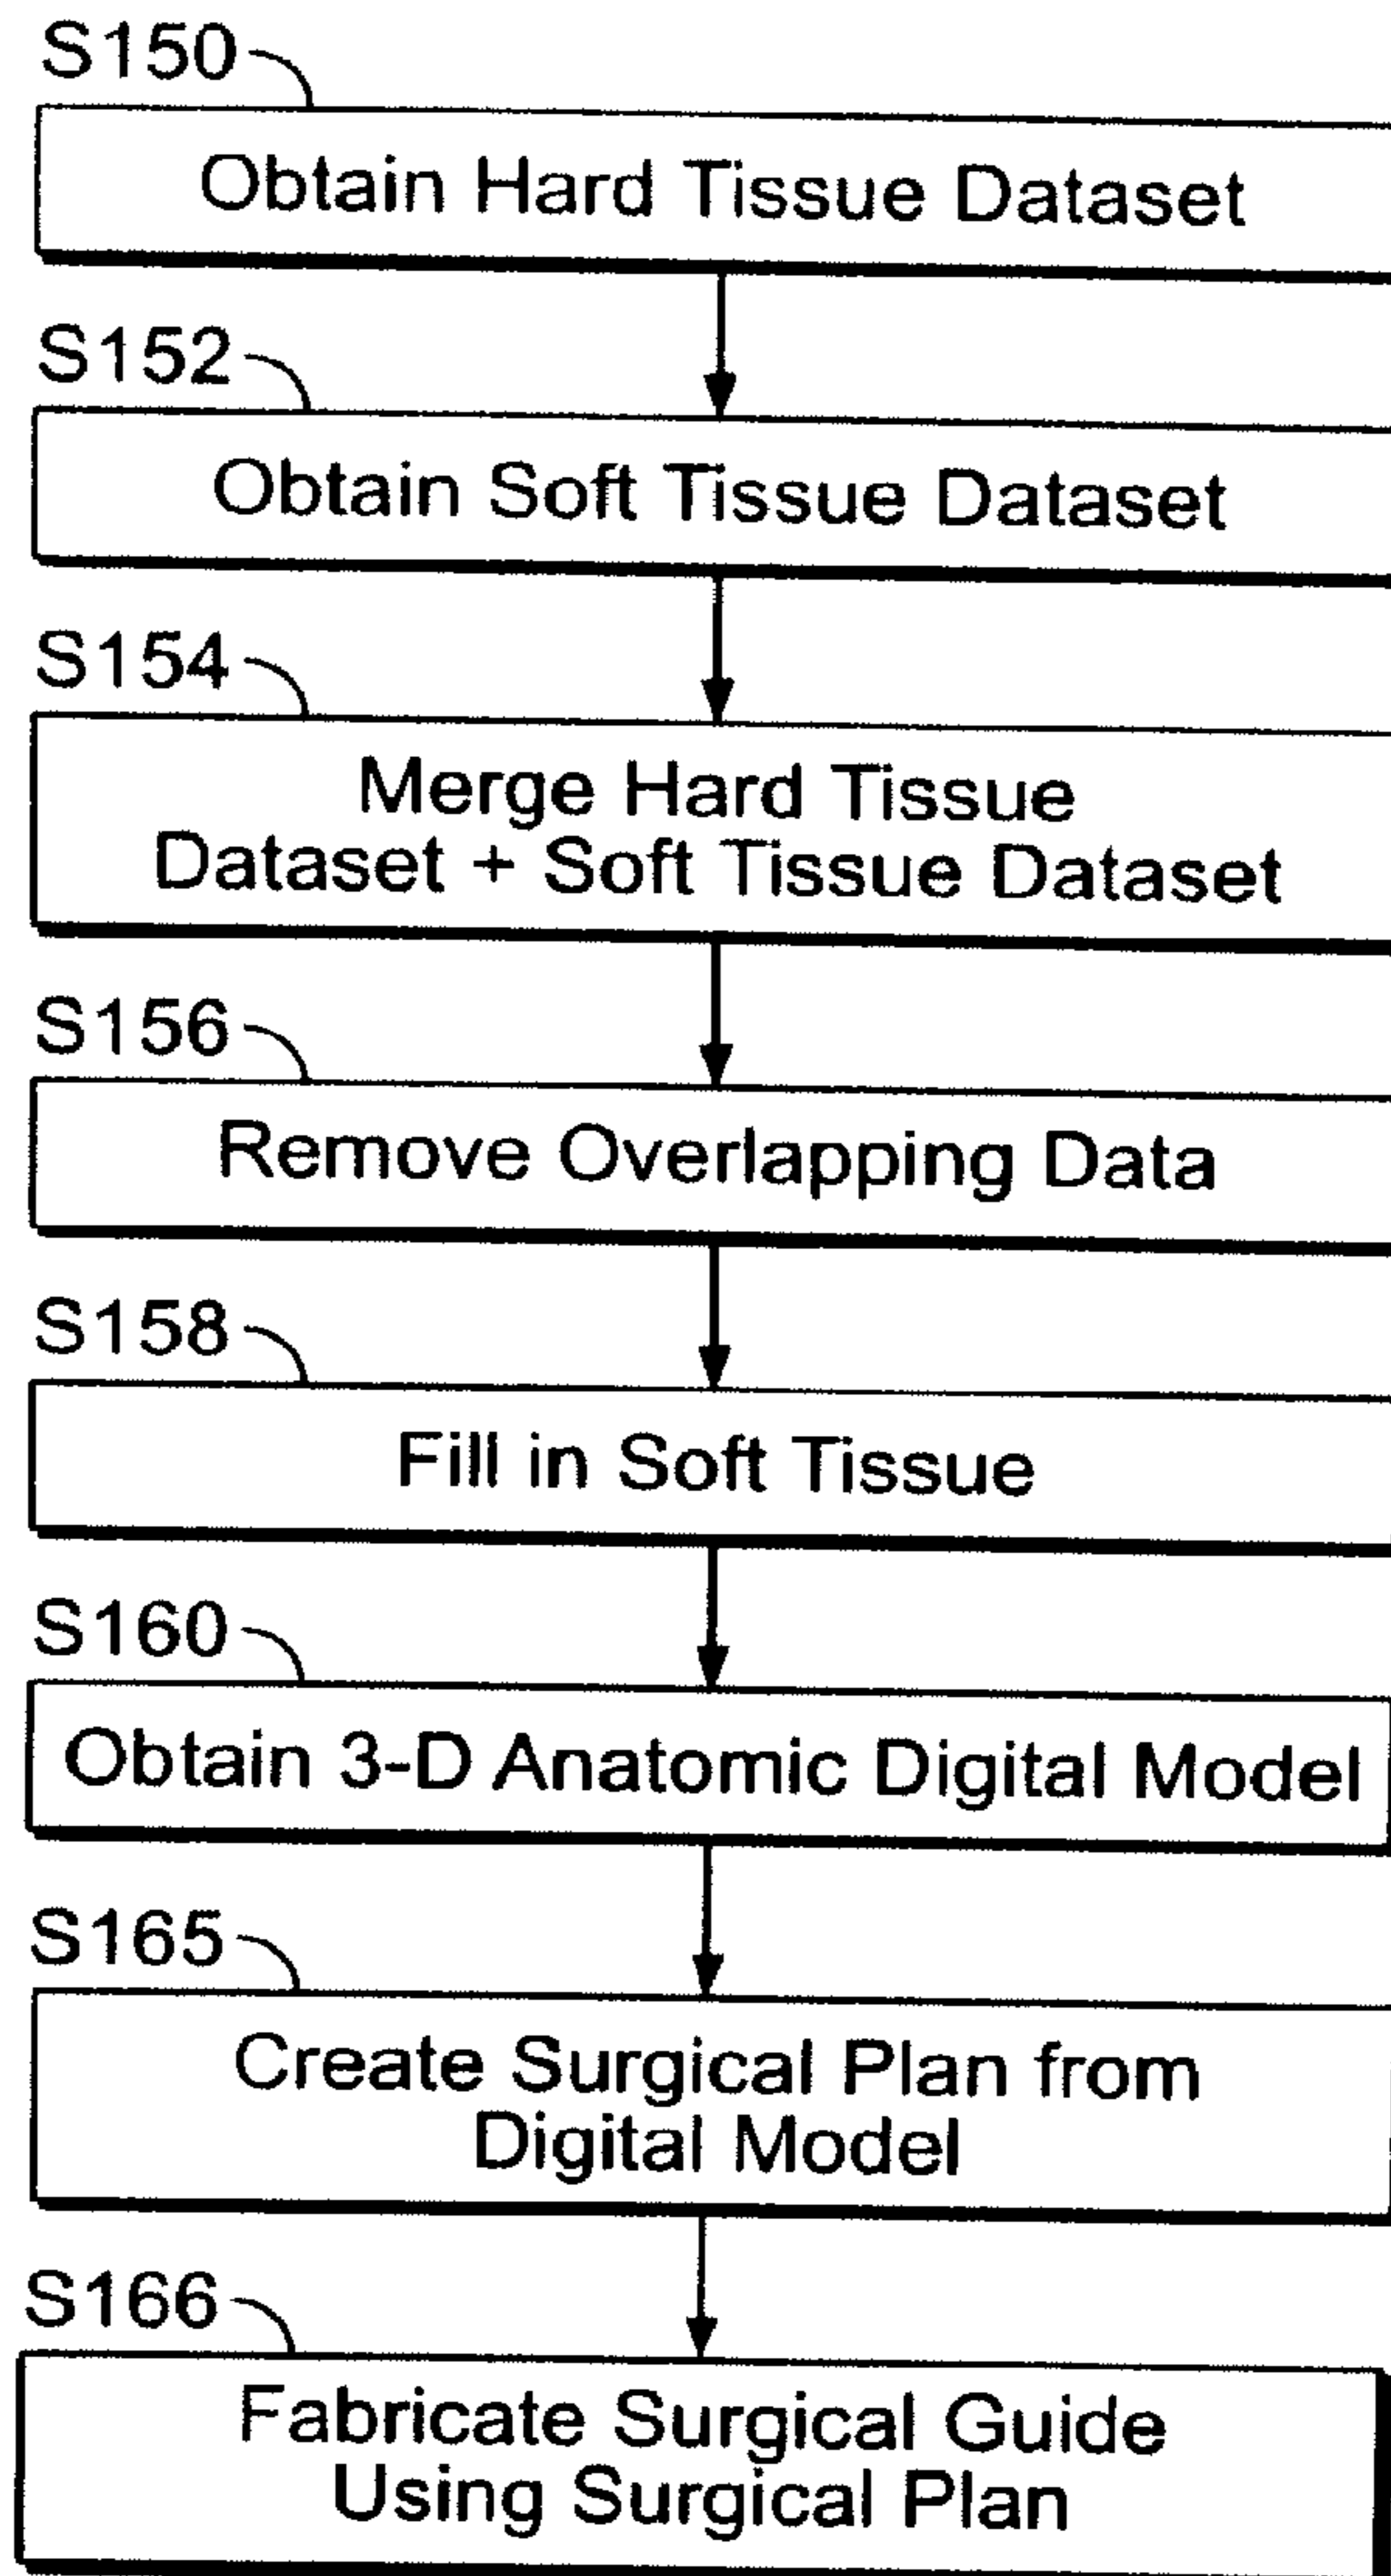 S150
Obtain Hard Tissue Dataset
S152
Obtain Soft Tissue Dataset
S154
Merge Hard Tissue
Dataset + Soft Tissue Dataset
S156
Remove Overlapping Data
S158
Fill in Soft Tissue
S160
Obtain 3-D Anatomic Digital Model
S165
Create Surgical Plan from
Digital Model
S166
Fabricate Surgical Guide
Using Surgical Plan